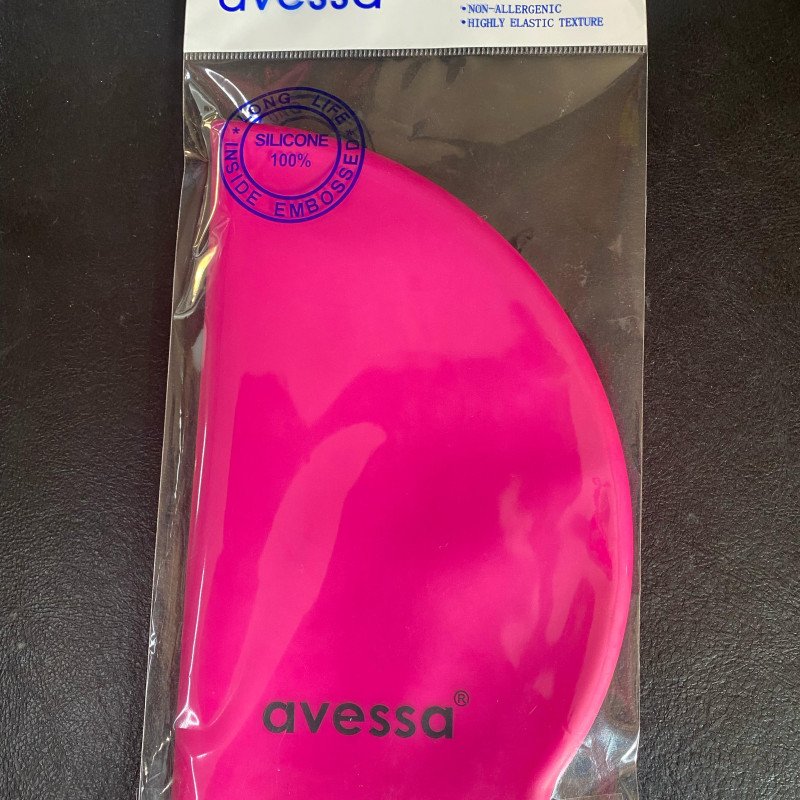 avessa
•NON-ALLERGENIC
•HIGHLY ELASTIC TEXTURE
* LONG LIFE *
SILICONE
100%
INSIDE EMBOSSED
avessa®